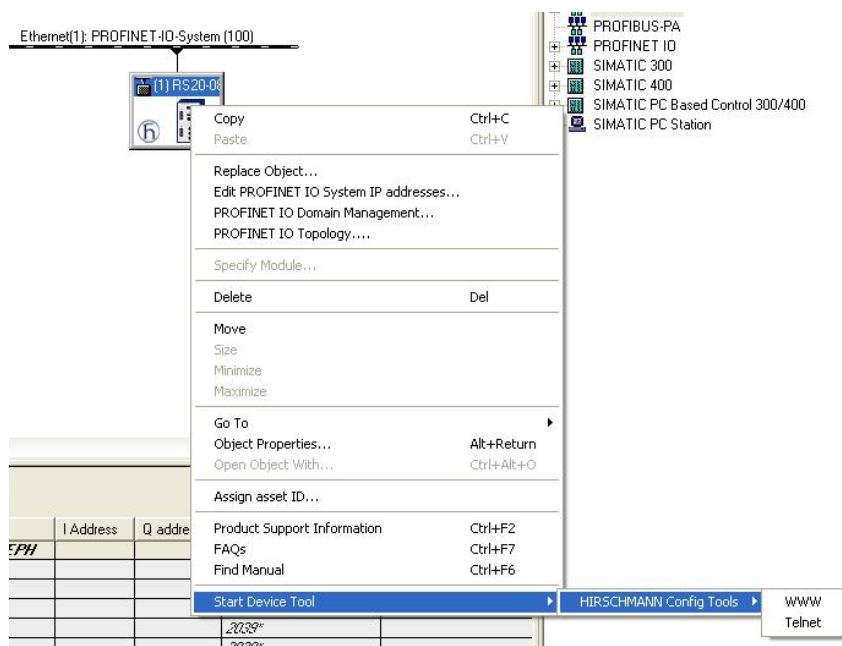 Ethernet(1): PROFINET-IO-System (100)
PROFIBUS-PA
PROFINET IO
SIMATIC 300
SIMATIC 400
SIMATIC PC Based Control 300/400
SIMATIC PC Station
(1) RS20-08
Copy Ctrl+C
Paste Ctrl+V
Replace Object...
Edit PROFINET IO System IP addresses...
PROFINET IO Domain Management...
PROFINET IO Topology....
Specify Module...
Delete Del
Move
Size
Minimize
Maximize
Go To
Object Properties... Alt+Return
Open Object With... Ctrl+Alt+O
Assign asset ID...
Product Support Information Ctrl+F2
FAQs Ctrl+F7
Find Manual Ctrl+F6
Start Device Tool
HIRSCHMANN Config Tools
WWW
Telnet
I Address Q addre
EPH
2039*